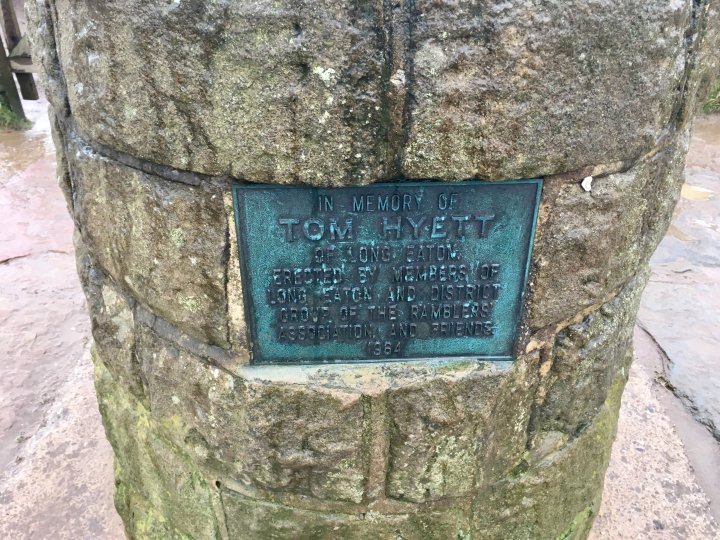 IN MEMORY OF
TOM HYETT
OF LONG EATON.
ERECTED BY MEMBERS OF
LONG EATON AND DISTRICT
GROUP OF THE RAMBLERS
ASSOCIATION, AND FRIENDS
1984